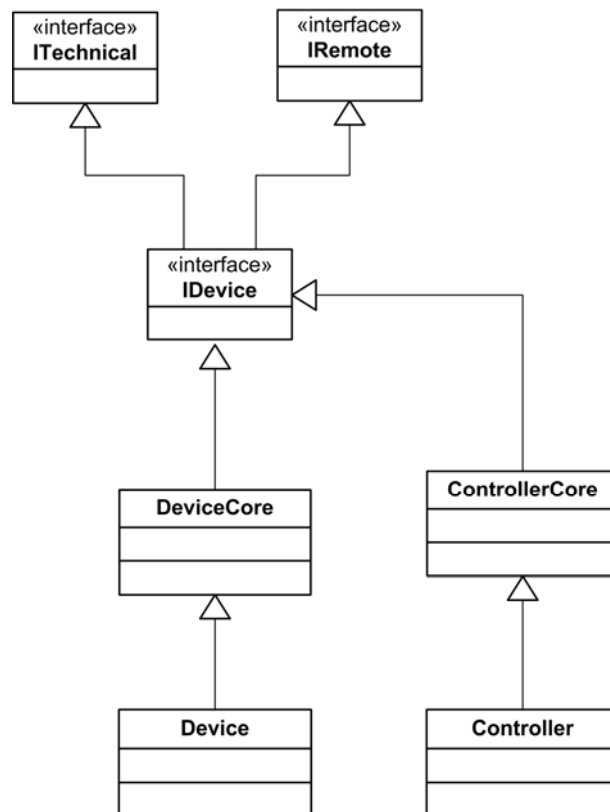 «interface»
ITechnical
«interface»
IRemote
«interface»
IDevice
DeviceCore
ControllerCore
Device
Controller